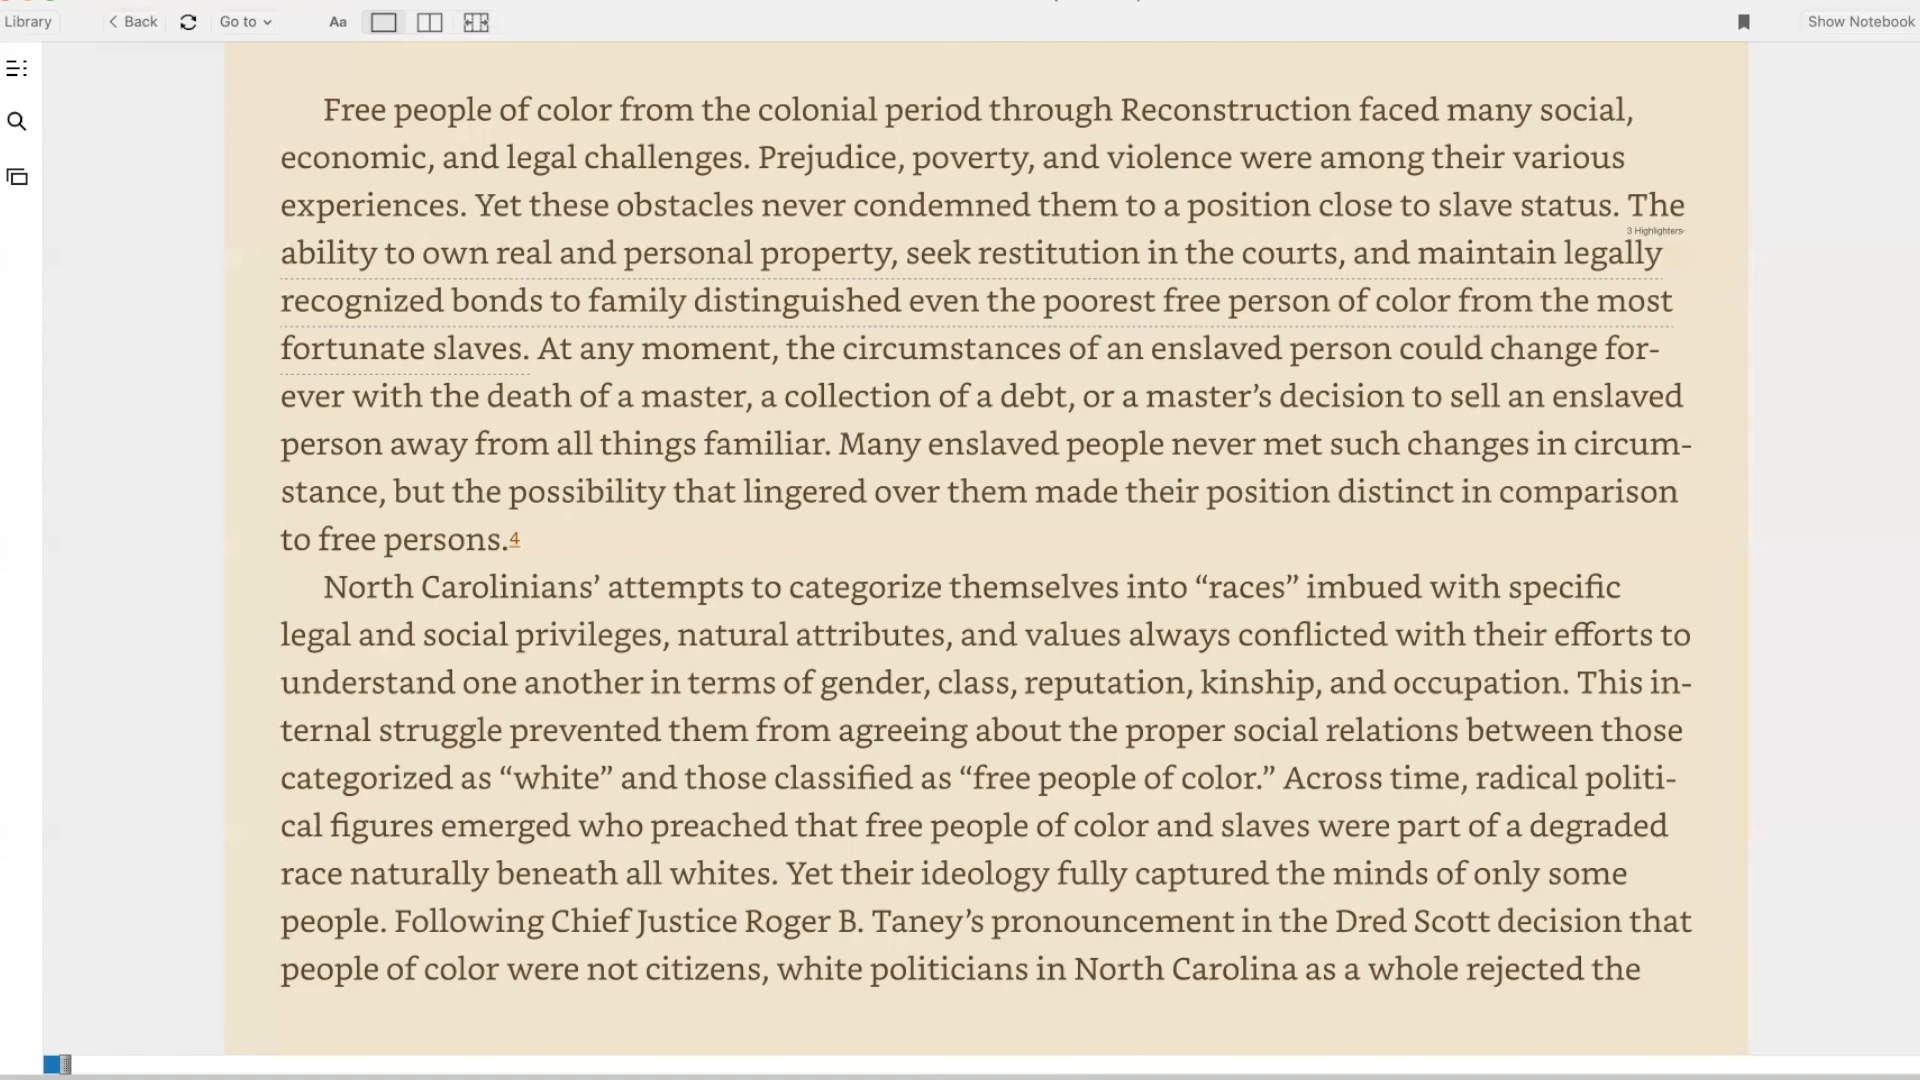 Library
Back
Go to
Aa
Show Notebook
Free people of color from the colonial period through Reconstruction faced many social,
economic, and legal challenges. Prejudice, poverty, and violence were among their various
experiences. Yet these obstacles never condemned them to a position close to slave status. The
3 Highlighters
ability to own real and personal property, seek restitution in the courts, and maintain legally
recognized bonds to family distinguished even the poorest free person of color from the most
fortunate slaves. At any moment, the circumstances of an enslaved person could change for-
ever with the death of a master, a collection of a debt, or a master’s decision to sell an enslaved
person away from all things familiar. Many enslaved people never met such changes in circum-
stance, but the possibility that lingered over them made their position distinct in comparison
to free persons.4
North Carolinians’ attempts to categorize themselves into “races” imbued with specific
legal and social privileges, natural attributes, and values always conflicted with their efforts to
understand one another in terms of gender, class, reputation, kinship, and occupation. This in-
ternal struggle prevented them from agreeing about the proper social relations between those
categorized as “white” and those classified as “free people of color.” Across time, radical politi-
cal figures emerged who preached that free people of color and slaves were part of a degraded
race naturally beneath all whites. Yet their ideology fully captured the minds of only some
people. Following Chief Justice Roger B. Taney’s pronouncement in the Dred Scott decision that
people of color were not citizens, white politicians in North Carolina as a whole rejected the